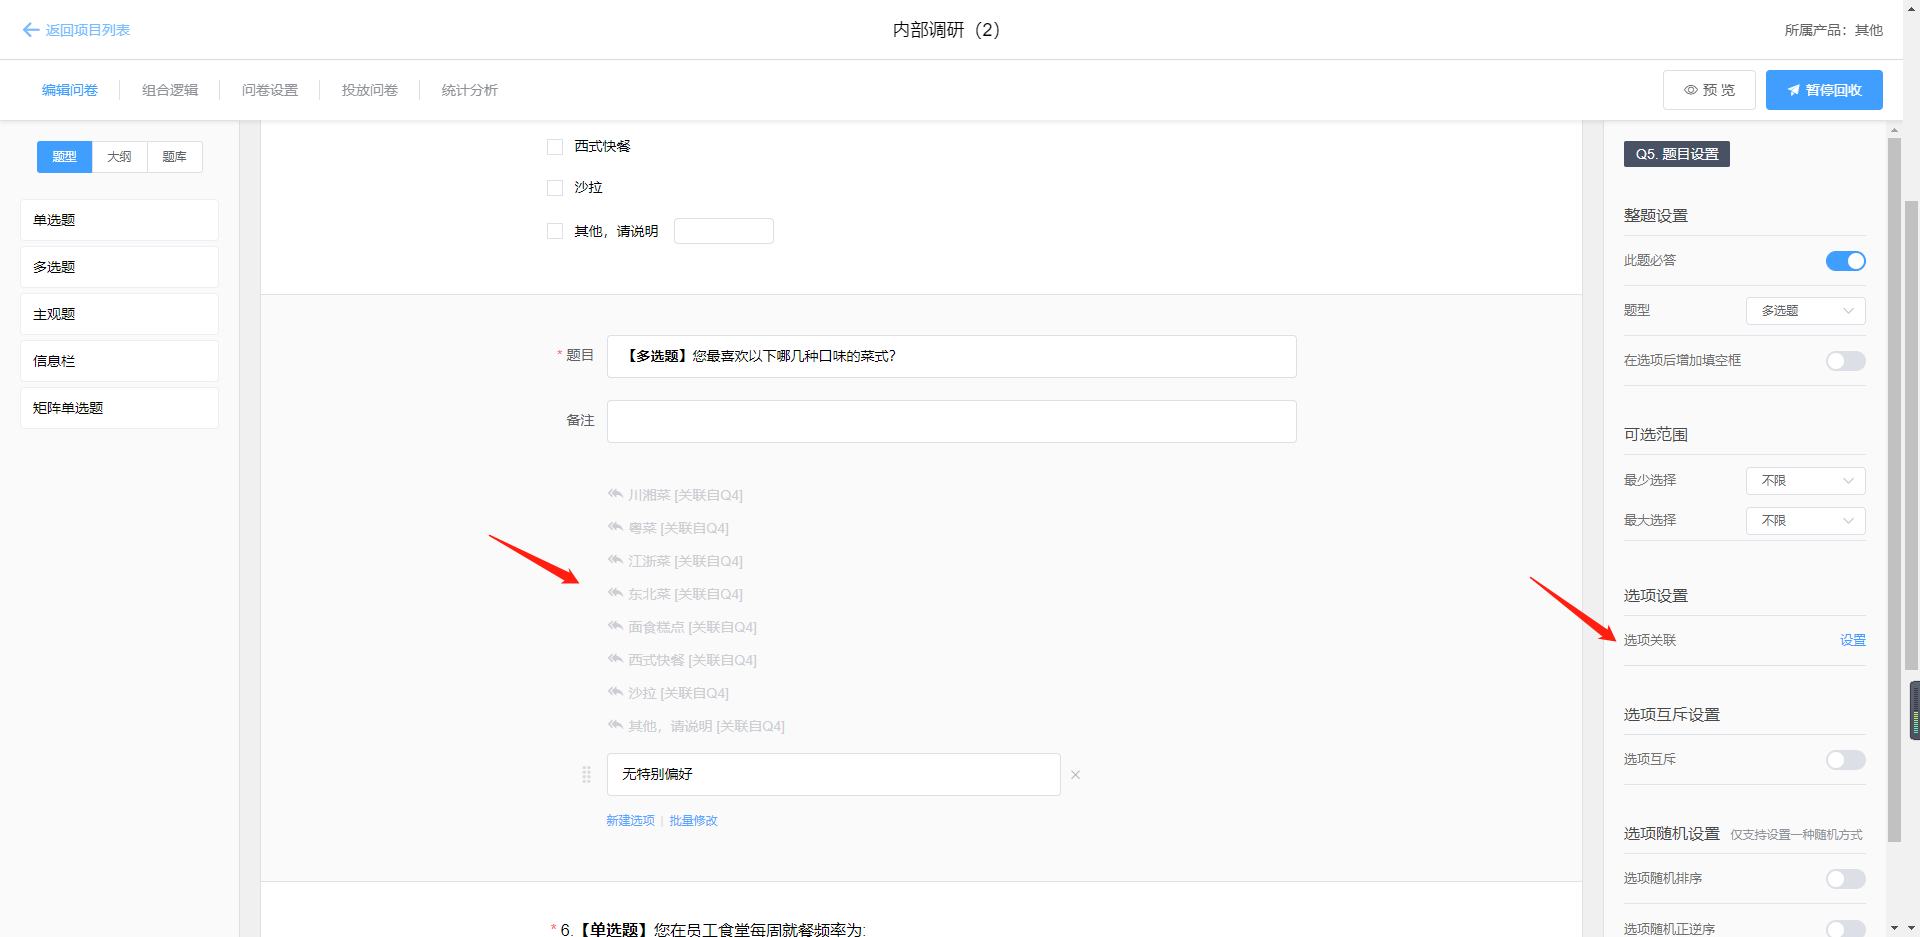 返回项目列表
内部调研（2）
所属产品：其他
编辑问卷
组合逻辑
问卷设置
投放问卷
统计分析
预 览
暂停回收
题型
大纲
题库
单选题
多选题
主观题
信息栏
矩阵单选题
西式快餐
沙拉
其他，请说明
* 题目
【多选题】您最喜欢以下哪几种口味的菜式？
备注
川湘菜 [关联自Q4]
粤菜 [关联自Q4]
江浙菜 [关联自Q4]
东北菜 [关联自Q4]
面食糕点 [关联自Q4]
西式快餐 [关联自Q4]
沙拉 [关联自Q4]
其他，请说明 [关联自Q4]
无特别偏好
新建选项 | 批量修改
* 6.【单选题】您在员工食堂每周就餐频率为:
Q5. 题目设置
整题设置
此题必答
题型
多选题
在选项后增加填空框
可选范围
最少选择
不限
最大选择
不限
选项设置
选项关联
设置
选项互斥设置
选项互斥
选项随机设置 仅支持设置一种随机方式
选项随机排序
选项随机正逆序